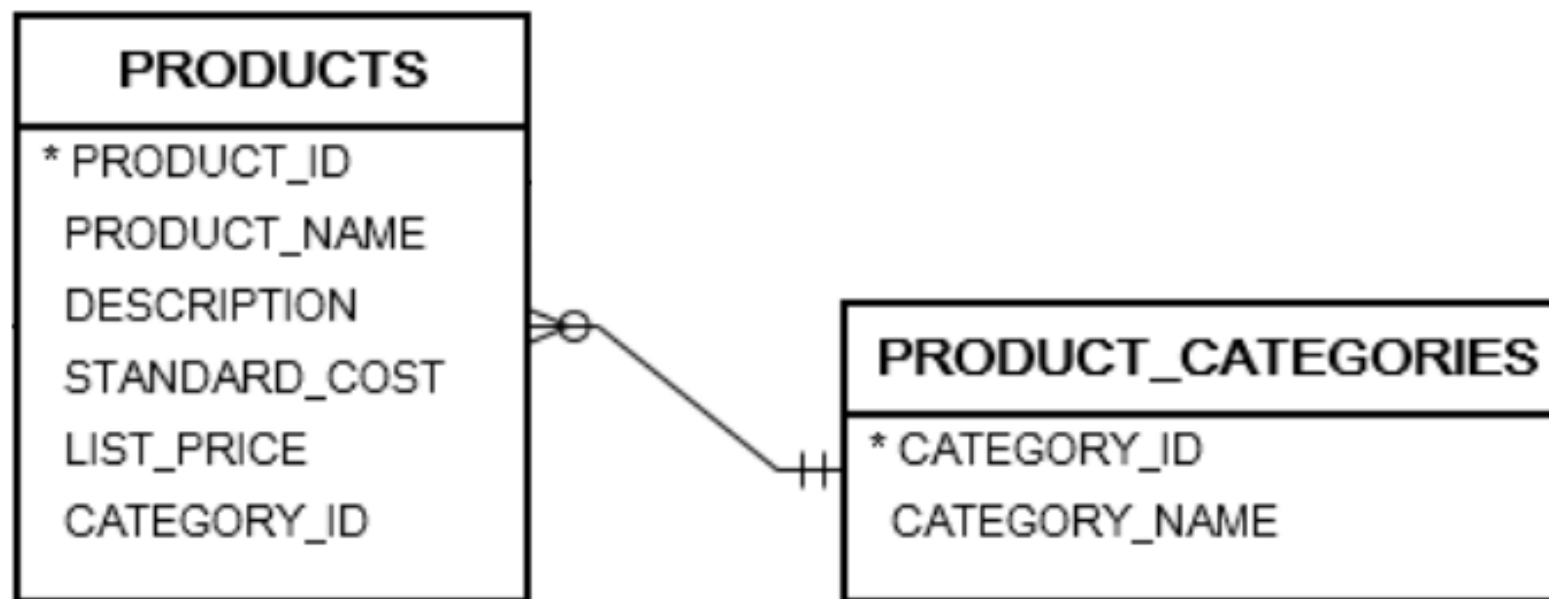 PRODUCTS
* PRODUCT_ID
PRODUCT_NAME
DESCRIPTION
STANDARD_COST
LIST_PRICE
CATEGORY_ID
PRODUCT_CATEGORIES
* CATEGORY_ID
CATEGORY_NAME